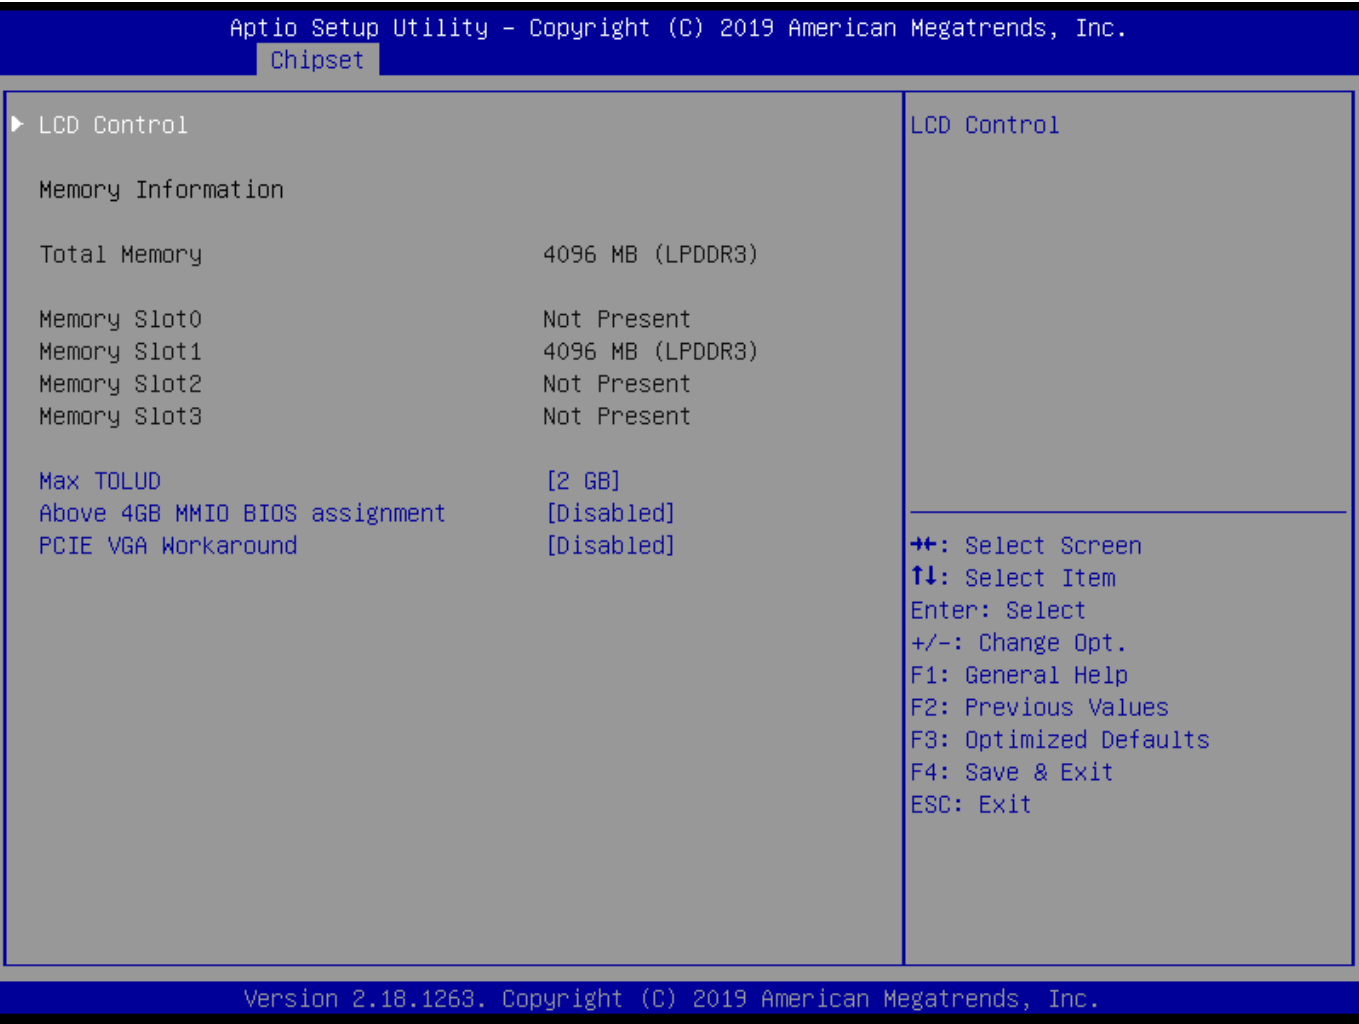 Aptio Setup Utility – Copyright (C) 2019 American Megatrends, Inc.
Chipset
LCD Control
Memory Information
Total Memory 4096 MB (LPDDR3)
Memory Slot0 Not Present
Memory Slot1 4096 MB (LPDDR3)
Memory Slot2 Not Present
Memory Slot3 Not Present
Max TOLUD [2 GB]
Above 4GB MMIO BIOS assignment [Disabled]
PCIE VGA Workaround [Disabled]
LCD Control
→←: Select Screen
↑↓: Select Item
Enter: Select
+/-: Change Opt.
F1: General Help
F2: Previous Values
F3: Optimized Defaults
F4: Save & Exit
ESC: Exit
Version 2.18.1263. Copyright (C) 2019 American Megatrends, Inc.